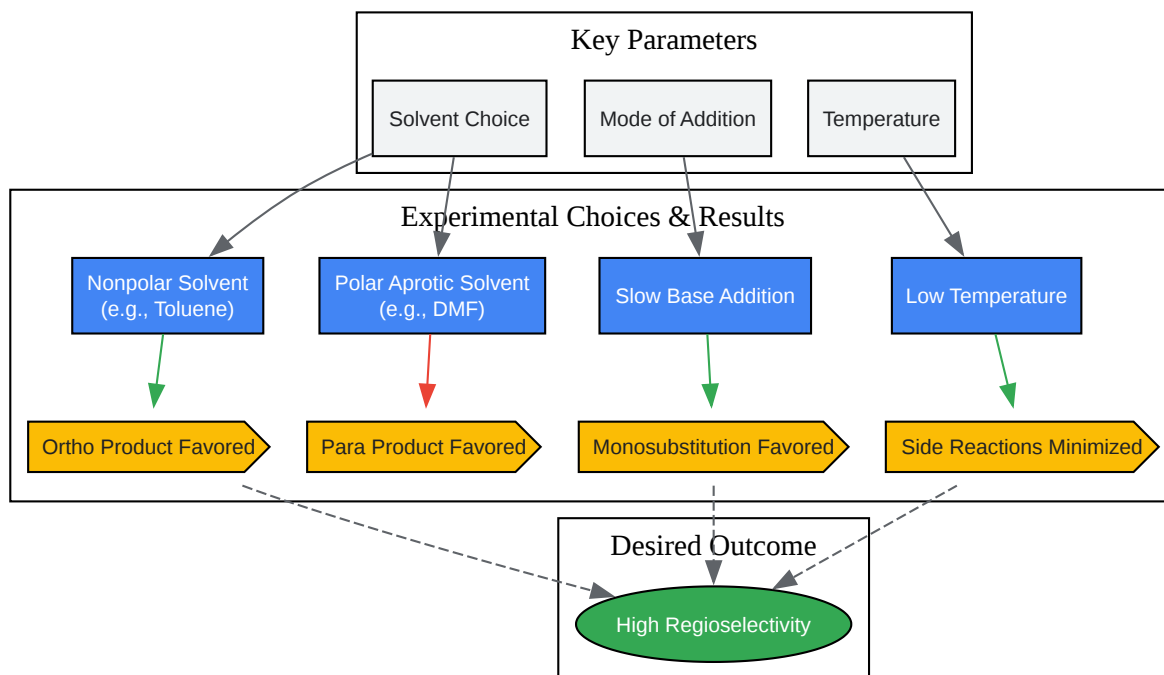 Key Parameters
Solvent Choice
Mode of Addition
Temperature
Experimental Choices & Results
Nonpolar Solvent
(e.g., Toluene)
Polar Aprotic Solvent
(e.g., DMF)
Slow Base Addition
Low Temperature
Ortho Product Favored
Para Product Favored
Monosubstitution Favored
Side Reactions Minimized
Desired Outcome
High Regioselectivity